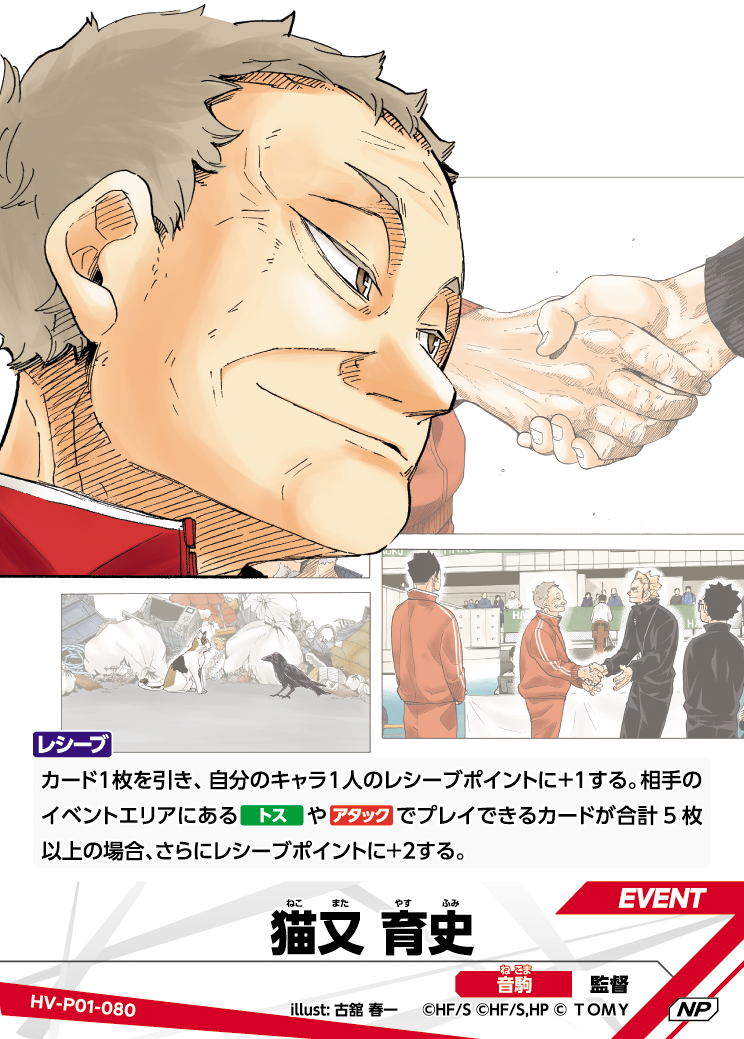 レシーブ
カード1枚を引き、自分のキャラ1人のレシーブポイントに+1する。相手の
イベントエリアにある トス や アタック でプレイできるカードが合計5枚
以上の場合、さらにレシーブポイントに+2する。
EVENT
ねこ また やす ふみ
猫又 育史
ね こま
音駒 監督
HV-P01-080
illust: 古舘 春一 ©HF/S ©HF/S,HP © TOMY
NP